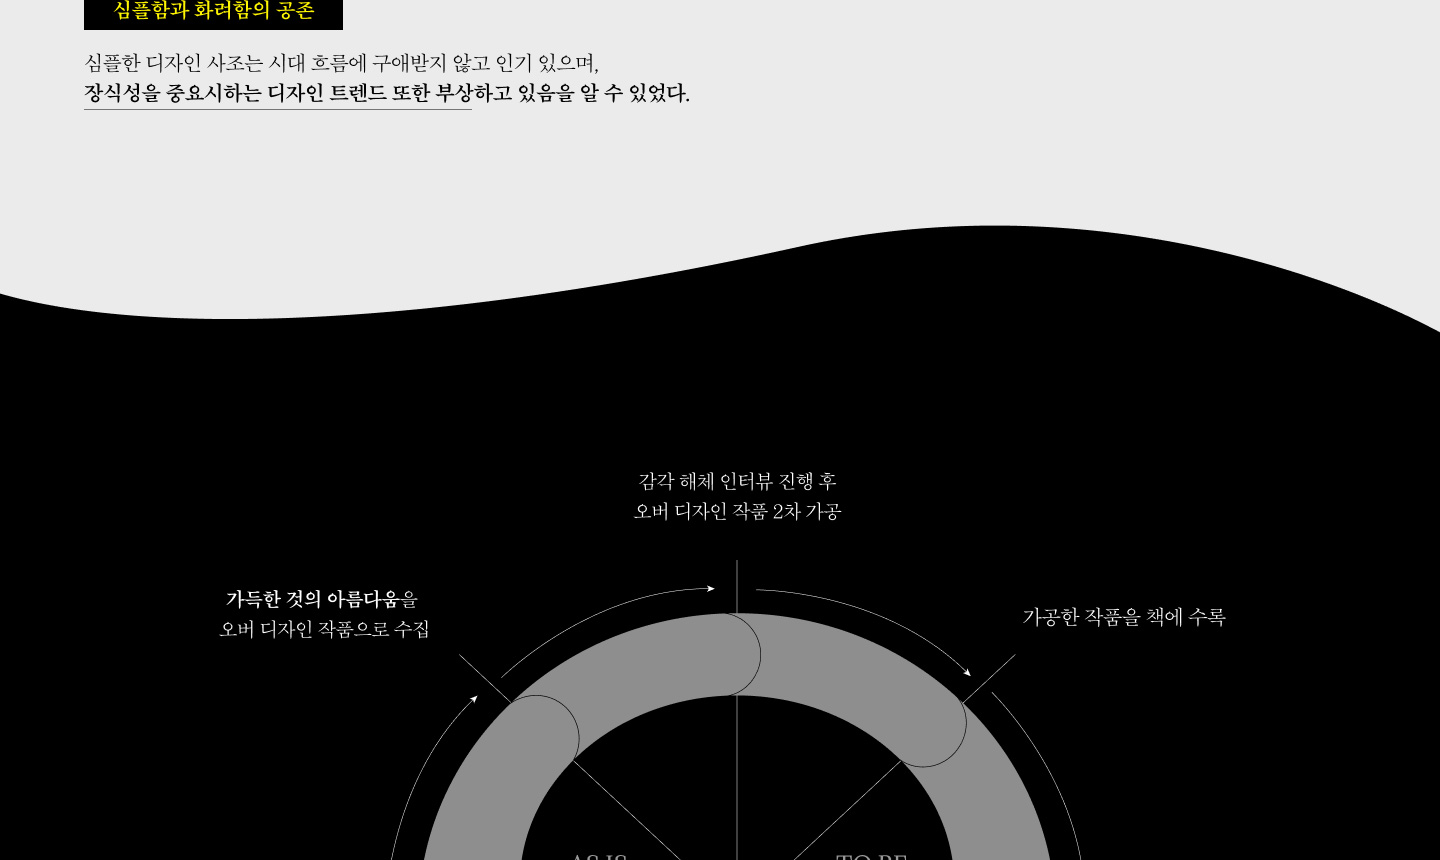 심플함과 화려함의 공존
심플한 디자인 사조는 시대 흐름에 구애받지 않고 인기 있으며,
장식성을 중요시하는 디자인 트렌드 또한 부상하고 있음을 알 수 있었다.
감각 해체 인터뷰 진행 후
오버 디자인 작품 2차 가공
가득한 것의 아름다움을
오버 디자인 작품으로 수집
가공한 작품을 책에 수록
AS IS
TO BE